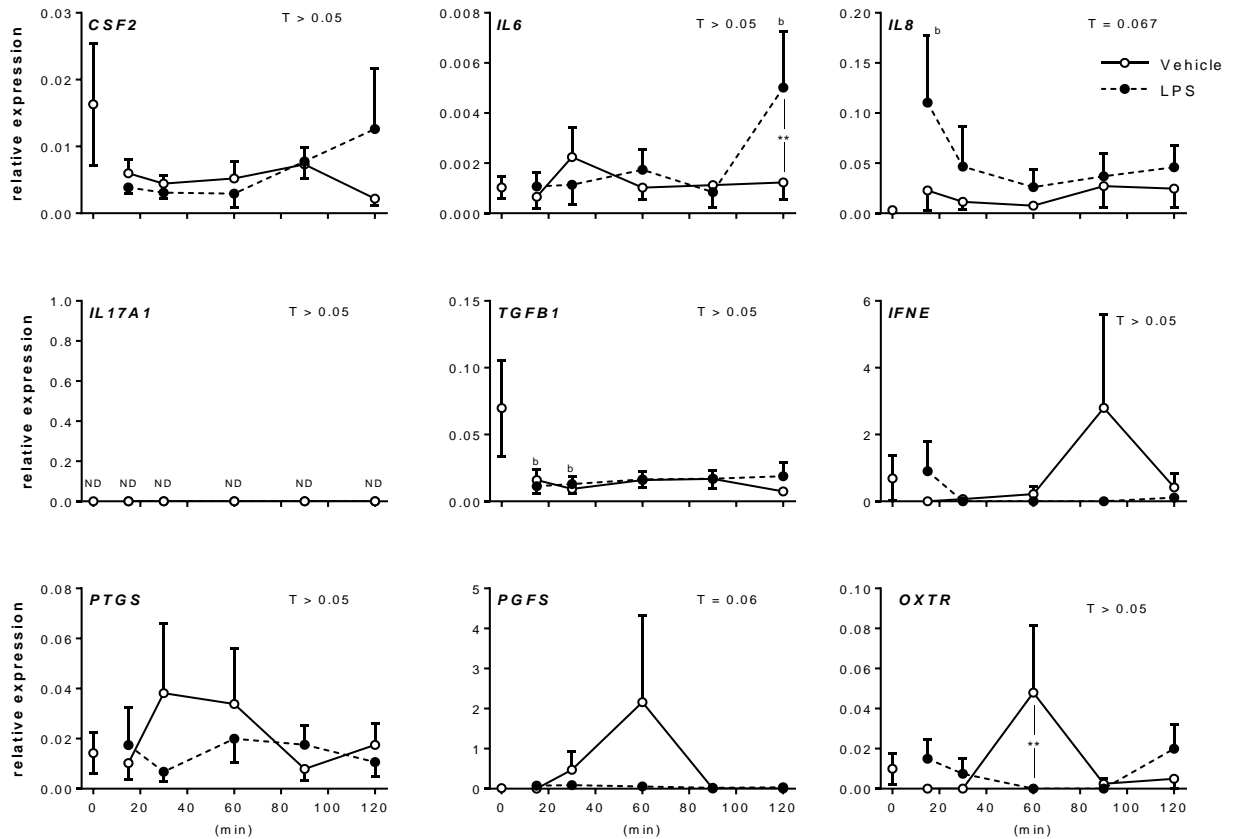 CSF2
T > 0.05
relative expression
0.03
0.02
0.01
0.00
IL6
T > 0.05
b
**
0.008
0.006
0.004
0.002
0.000
IL8
T = 0.067
b
Vehicle
LPS
0.20
0.15
0.10
0.05
0.00
IL17A1
T > 0.05
relative expression
1.0
0.8
0.6
0.4
0.2
0.0
ND ND ND ND ND ND
TGFB1
T > 0.05
b b
0.15
0.10
0.05
0.00
IFNE
T > 0.05
6
4
2
0
PTGS
T > 0.05
relative expression
0.08
0.06
0.04
0.02
0.00
0 20 40 60 80 100 120
(min)
PGFS
T = 0.06
5
4
3
2
1
0
0 20 40 60 80 100 120
(min)
OXTR
T > 0.05
**
0.10
0.08
0.06
0.04
0.02
0.00
0 20 40 60 80 100 120
(min)